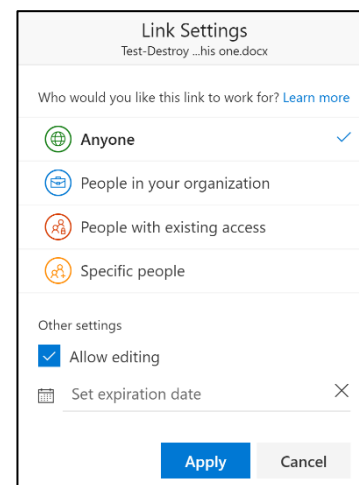 Link Settings
Test-Destroy ...his one.docx
Who would you like this link to work for? Learn more
Anyone
People in your organization
People with existing access
Specific people
Other settings
Allow editing
Set expiration date
Apply Cancel